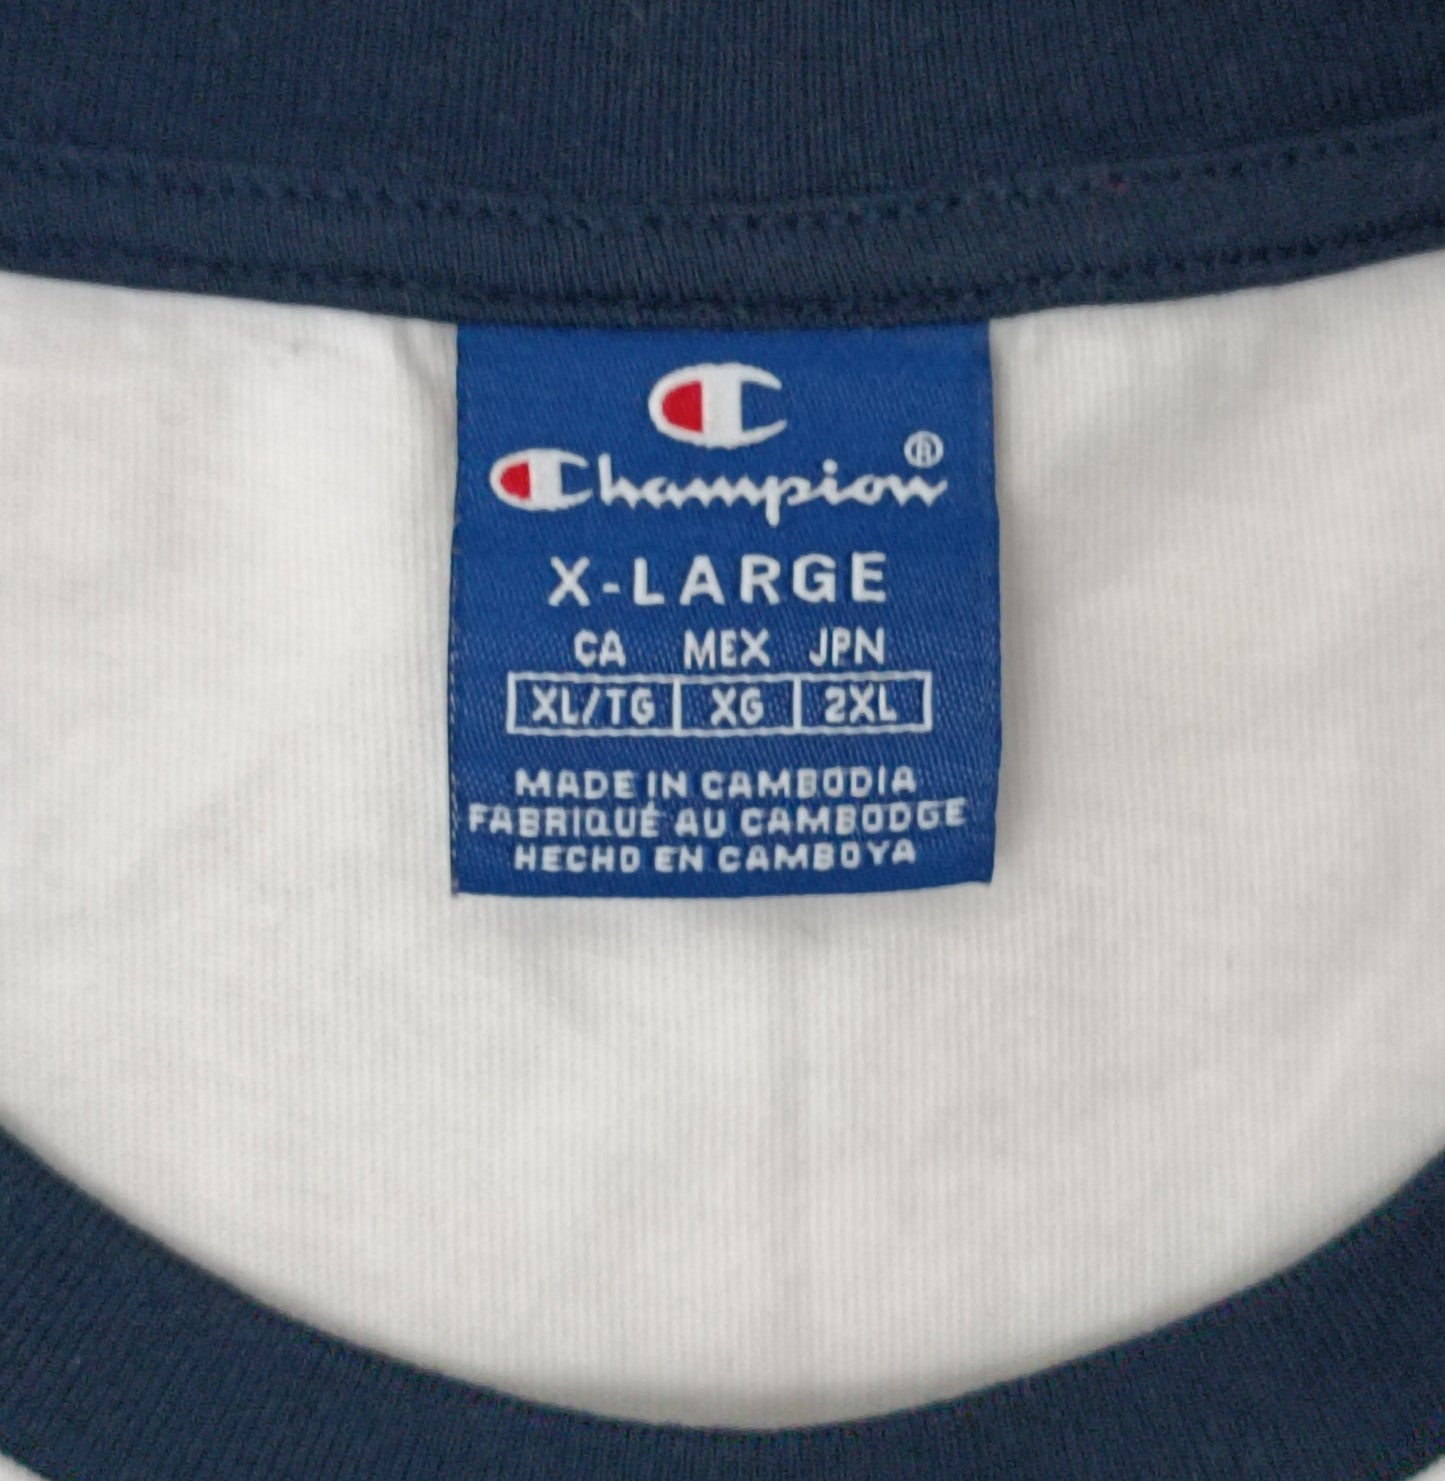 Champion®
X-LARGE
CA MEX JPN
XL/TG XG 2XL
MADE IN CAMBODIA
FABRIQUÉ AU CAMBODGE
HECHO EN CAMBOYA